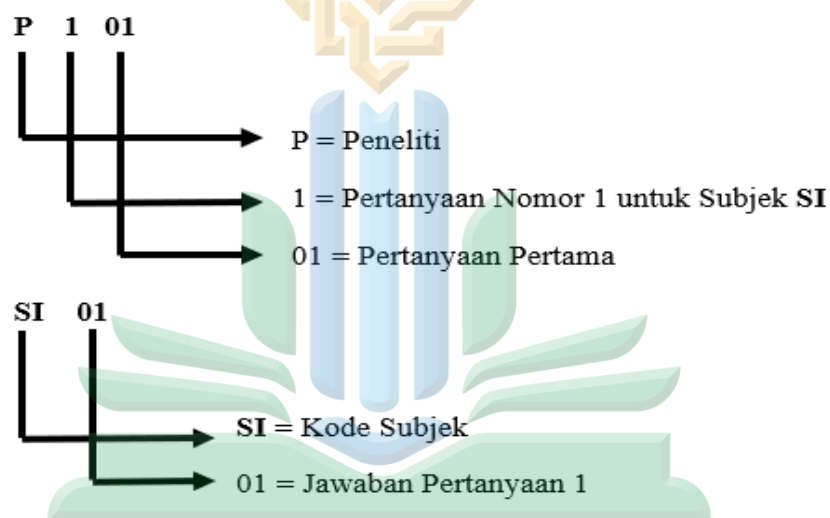 P 1 01
P = Peneliti
1 = Pertanyaan Nomor 1 untuk Subjek SI
01 = Pertanyaan Pertama
SI 01
SI = Kode Subjek
01 = Jawaban Pertanyaan 1